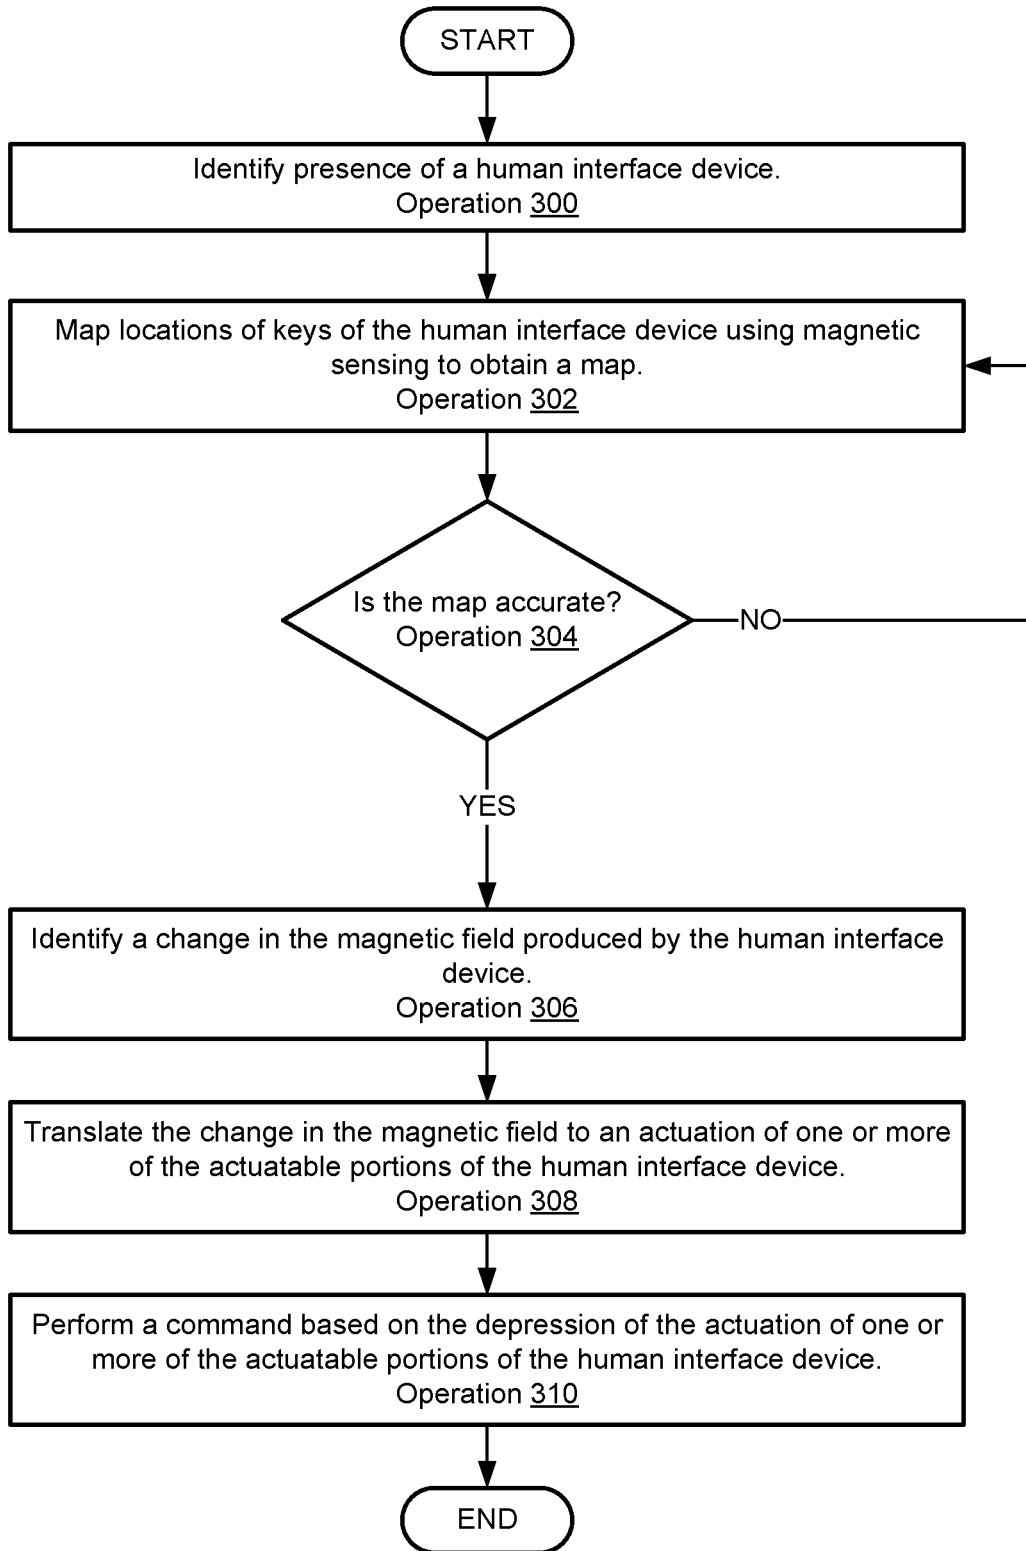 START
Identify presence of a human interface device.
Operation 300
Map locations of keys of the human interface device using magnetic
sensing to obtain a map.
Operation 302
Is the map accurate?
Operation 304
NO
YES
Identify a change in the magnetic field produced by the human interface
device.
Operation 306
Translate the change in the magnetic field to an actuation of one or more
of the actuatable portions of the human interface device.
Operation 308
Perform a command based on the depression of the actuation of one or
more of the actuatable portions of the human interface device.
Operation 310
END